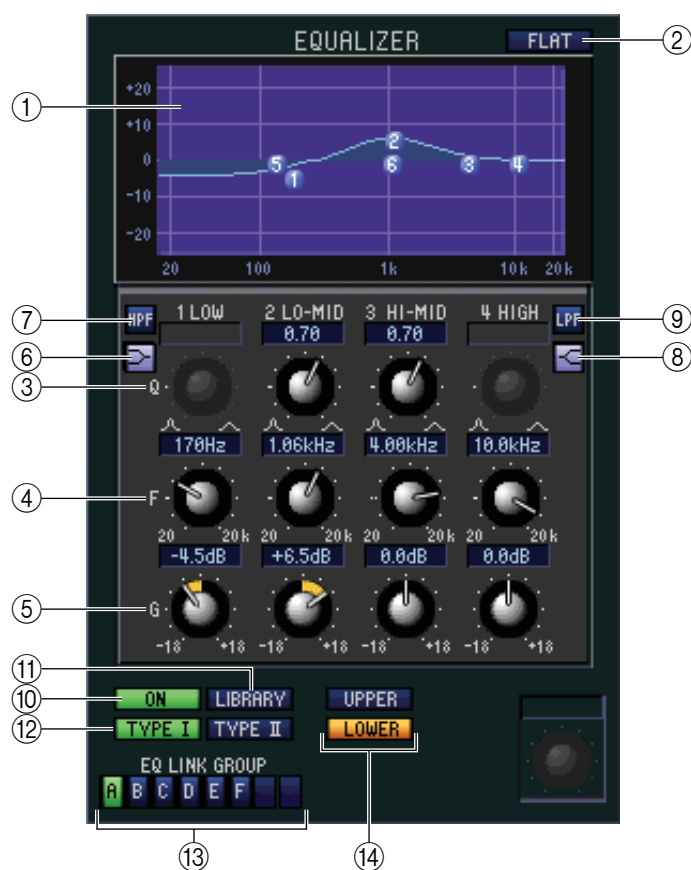 EQUALIZER FLAT ②
①
+20
+10
0
-10
-20
5 1 2 6 3 4
20 100 1k 10k 20k
⑦ HPF 1 LOW 2 LO-MID 3 HI-MID 4 HIGH LPF ⑨
0.70 0.70
⑥ ⑧
③ Q
170Hz 1.06kHz 4.00kHz 10.0kHz
④ F
20 20k 20 20k 20 20k 20 20k
-4.5dB +6.5dB 0.0dB 0.0dB
⑤ G
-18 +18 -18 +18 -18 +18 -18 +18
⑪
⑩ ON LIBRARY UPPER
⑫ TYPE I TYPE II LOWER
EQ LINK GROUP
A B C D E F
⑬ ⑭